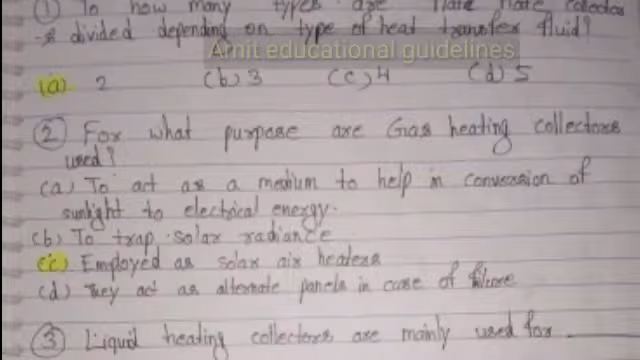 ① To how many types are flate plate collectors
divided depending on type of heat transfer fluid?
Amit educational guidelines
(a) 2 (b) 3 (c) 4 (d) 5
② For what purpose are Gas heating collectors
used?
(a) To act as a medium to help in conversion of
sunlight to electrical energy.
(b) To trap solar radiance
(c) Employed as solar air heaters
(d) They act as alternate panels in case of
③ Liquid heating collectors are mainly used for